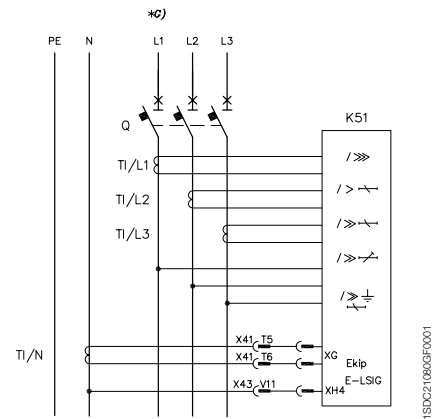 *G)
PE N L1 L2 L3
Q
K51
TI/L1
I >>>
TI/L2
I >
TI/L3
I >>
I >>
I >>
TI/N
X41 T5
X41 T6
XG
Ekip
E-LSIG
X43 V11
XH4
1SDC21080GF0001